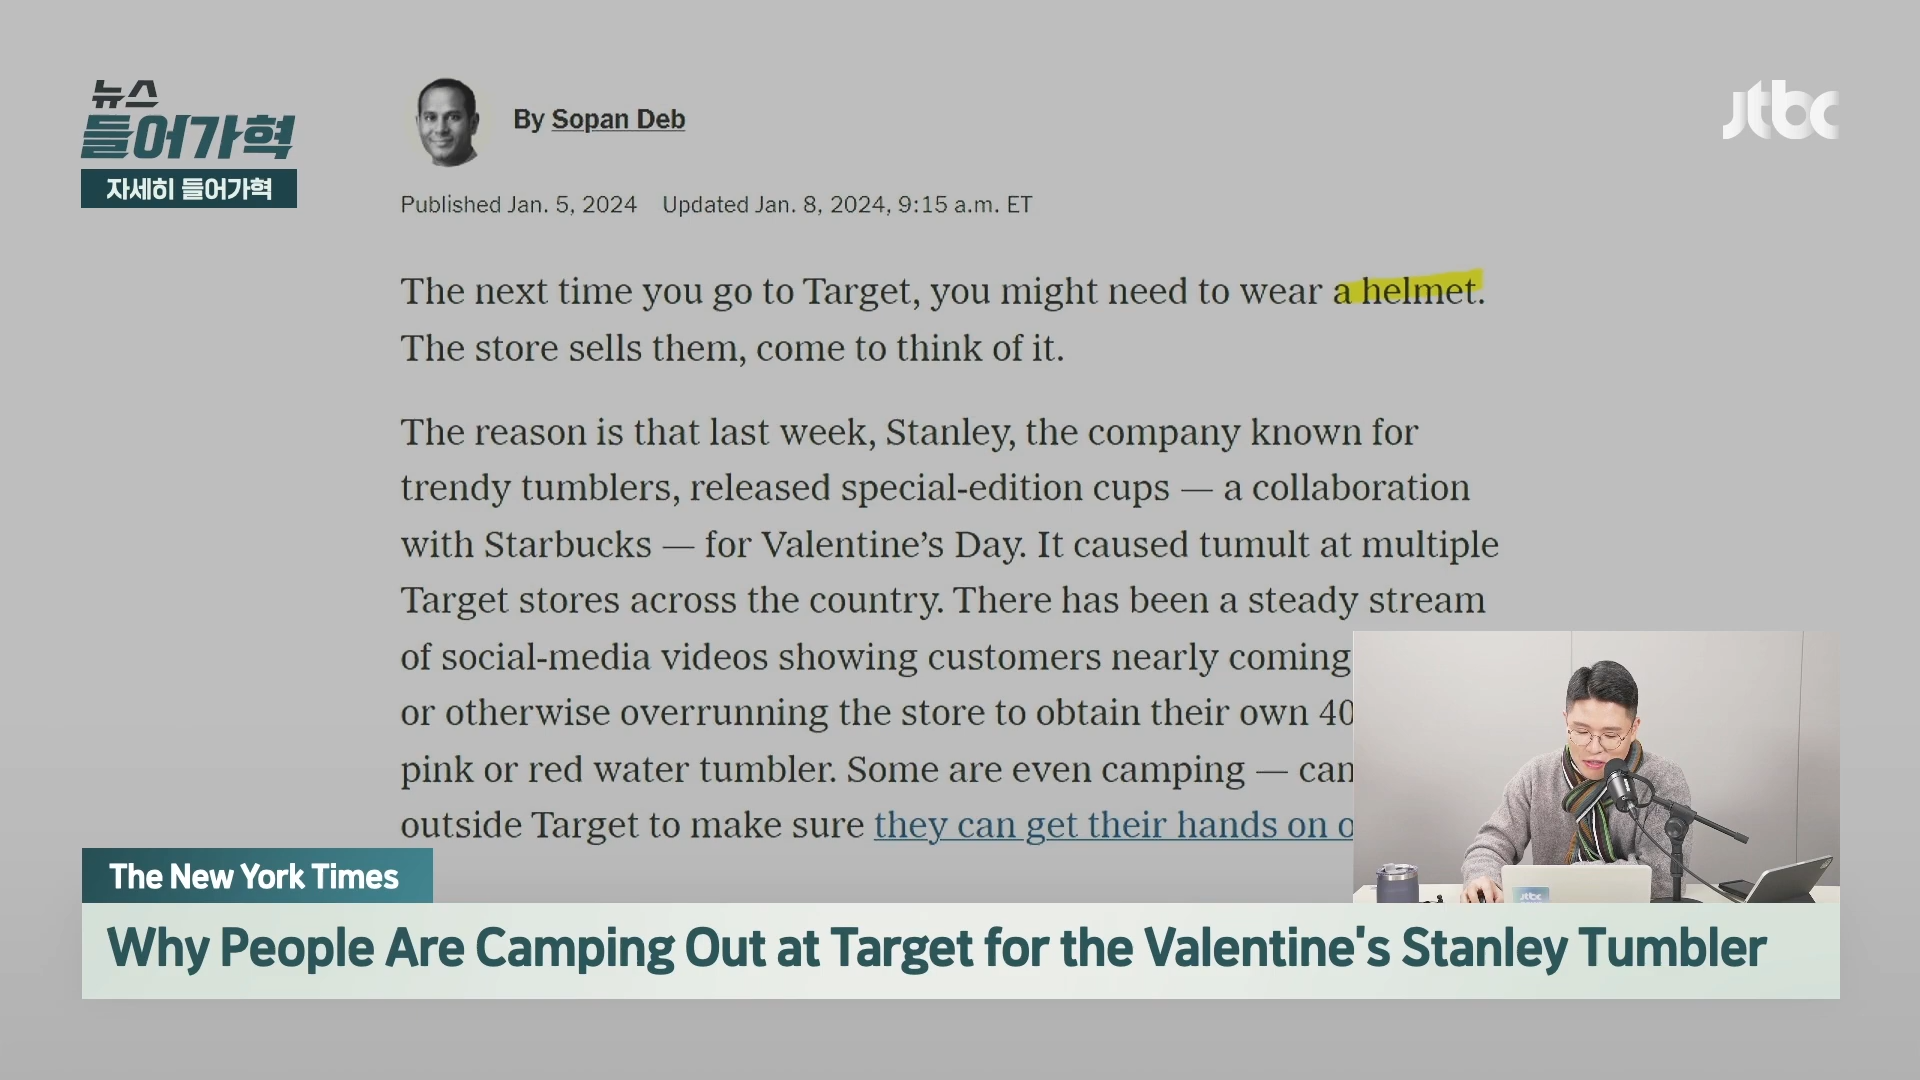 뉴스
들어가혁
자세히 들어가혁
jtbc
By Sopan Deb
Published Jan. 5, 2024 Updated Jan. 8, 2024, 9:15 a.m. ET
The next time you go to Target, you might need to wear a helmet.
The store sells them, come to think of it.
The reason is that last week, Stanley, the company known for
trendy tumblers, released special-edition cups — a collaboration
with Starbucks — for Valentine’s Day. It caused tumult at multiple
Target stores across the country. There has been a steady stream
of social-media videos showing customers nearly coming
or otherwise overrunning the store to obtain their own 40
pink or red water tumbler. Some are even camping — 
outside Target to make sure they can get their hands on
jtbc
The New York Times
Why People Are Camping Out at Target for the Valentine's Stanley Tumbler